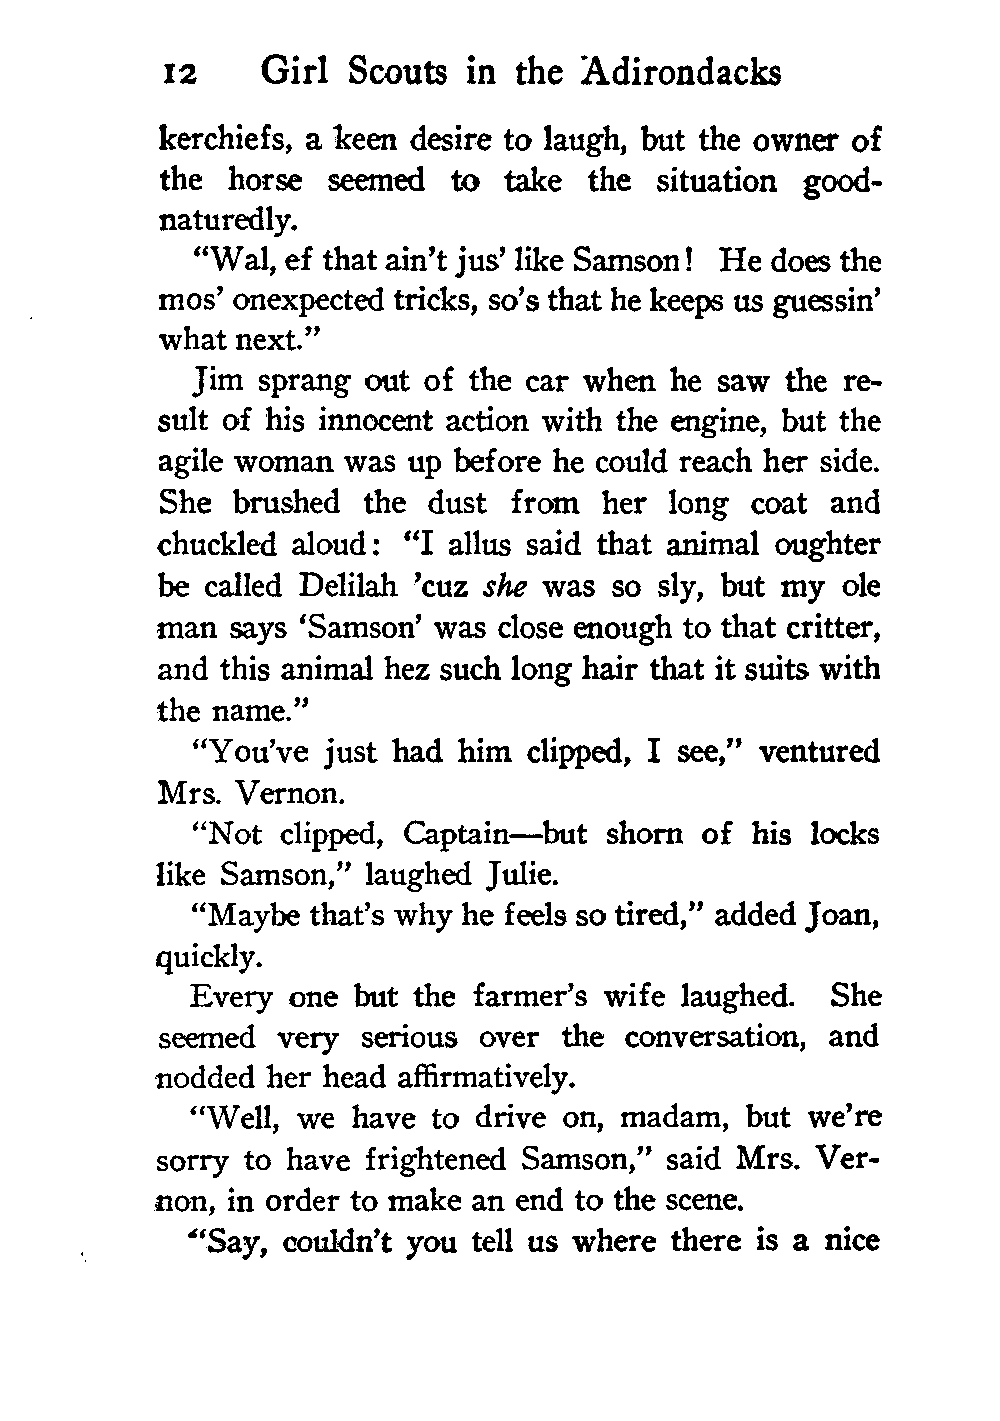 12 Girl Scouts in the Adirondacks
kerchiefs, a keen desire to laugh, but the owner of
the horse seemed to take the situation good-
naturedly.
“Wal, ef that ain’t jus’ like Samson! He does the
mos’ onexpected tricks, so’s that he keeps us guessin’
what next.”
Jim sprang out of the car when he saw the re-
sult of his innocent action with the engine, but the
agile woman was up before he could reach her side.
She brushed the dust from her long coat and
chuckled aloud: “I allus said that animal oughter
be called Delilah ’cuz she was so sly, but my ole
man says ‘Samson’ was close enough to that critter,
and this animal hez such long hair that it suits with
the name.”
“You’ve just had him clipped, I see,” ventured
Mrs. Vernon.
“Not clipped, Captain—but shorn of his locks
like Samson,” laughed Julie.
“Maybe that’s why he feels so tired,” added Joan,
quickly.
Every one but the farmer’s wife laughed. She
seemed very serious over the conversation, and
nodded her head affirmatively.
“Well, we have to drive on, madam, but we’re
sorry to have frightened Samson,” said Mrs. Ver-
non, in order to make an end to the scene.
“Say, couldn’t you tell us where there is a nice